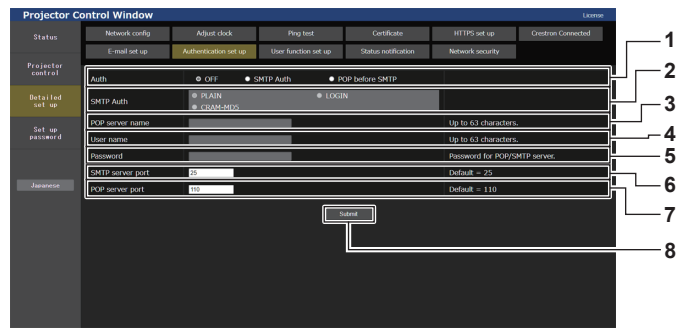 Projector Control Window
License
Status
Network config
Adjust clock
Ping test
Certificate
HTTPS set up
Crestron Connected
E-mail set up
Authentication set up
User function set up
Status notification
Network security
Projector
control
Detailed
set up
Set up
password
Japanese
Auth
OFF
SMTP Auth
POP before SMTP
SMTP Auth
PLAIN
LOGIN
CRAM-MD5
POP server name
Up to 63 characters.
User name
Up to 63 characters.
Password
Password for POP/SMTP server.
SMTP server port
25
Default = 25
POP server port
110
Default = 110
Submit
1
2
3
4
5
6
7
8